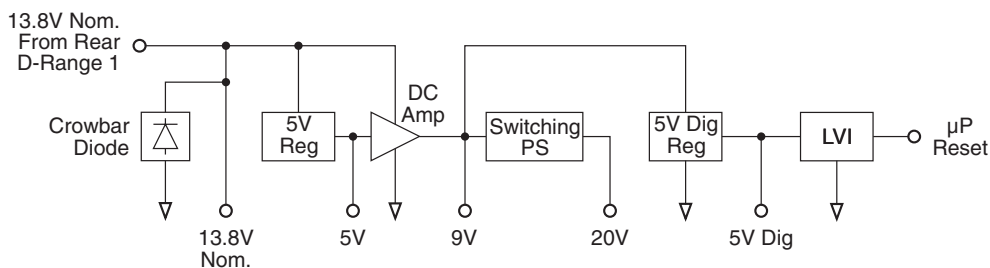 13.8V Nom.
From Rear
D-Range 1
Crowbar
Diode
5V
Reg
DC
Amp
Switching
PS
5V Dig
Reg
LVI
µP
Reset
13.8V
Nom.
5V
9V
20V
5V Dig